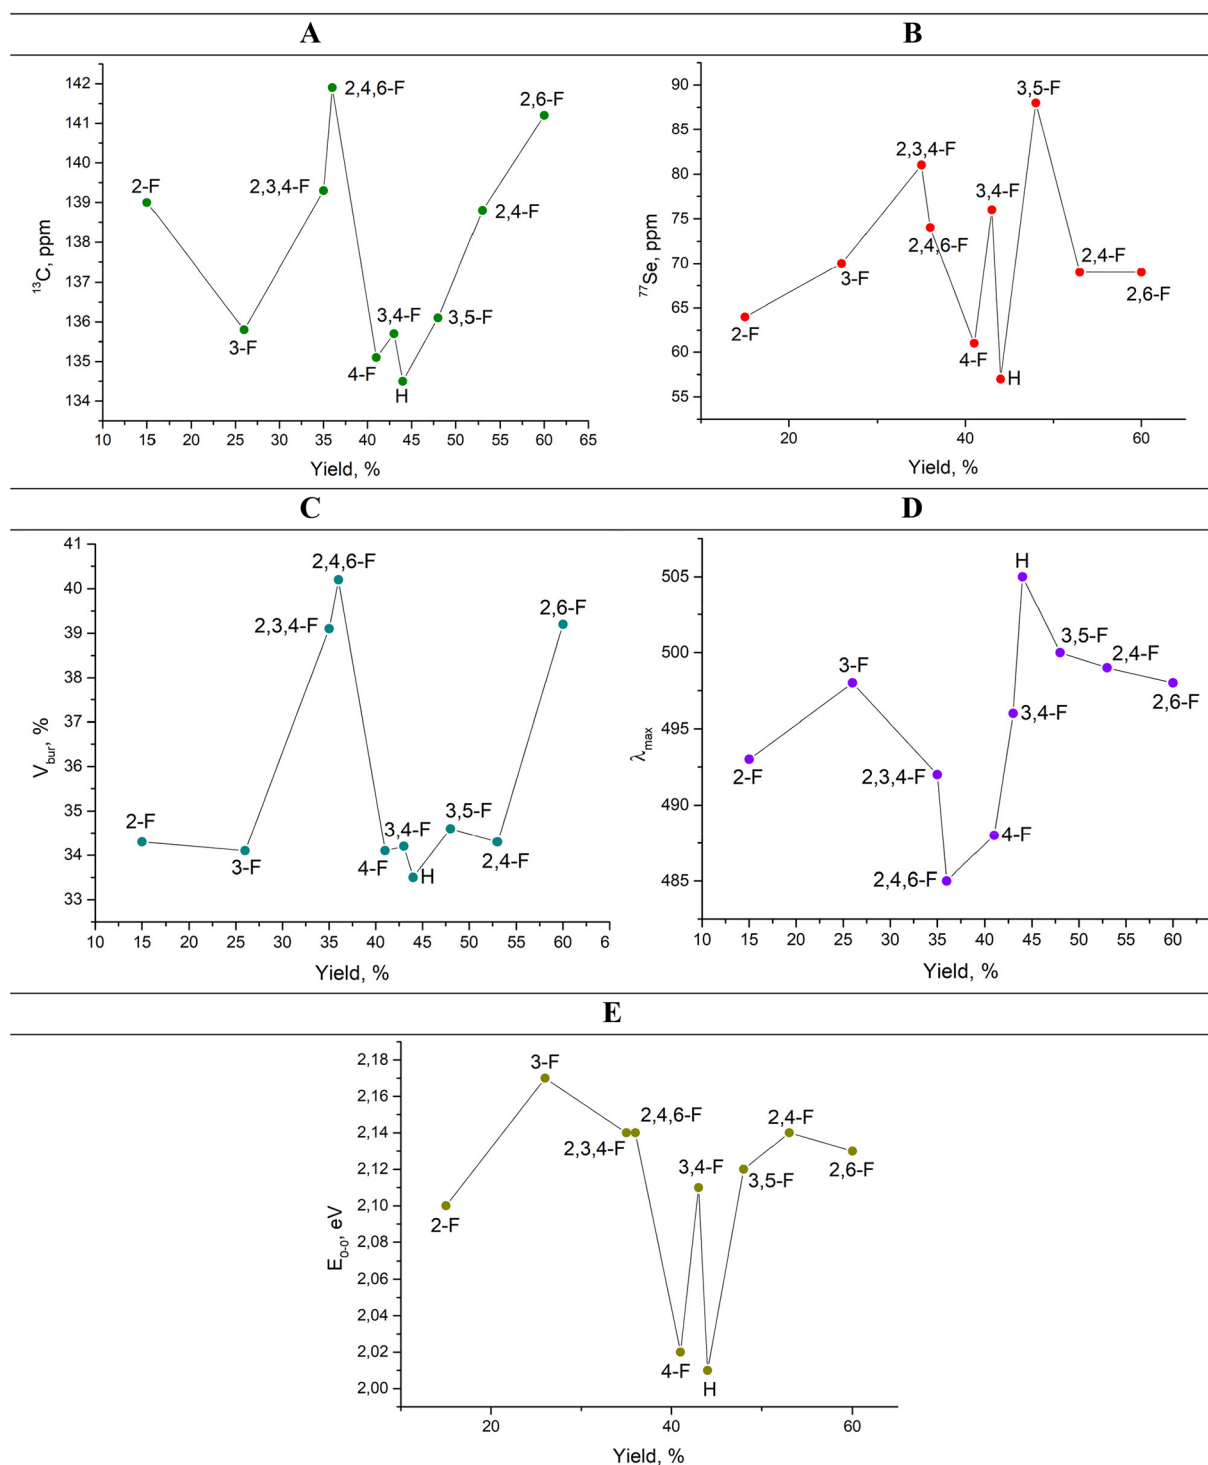 A
B
142
141
140
139
138
137
136
135
134
¹³C, ppm
2-F
3-F
2,3,4-F
2,4,6-F
4-F
3,4-F
H
3,5-F
2,4-F
2,6-F
10 15 20 25 30 35 40 45 50 55 60 65
Yield, %
90
85
80
75
70
65
60
55
⁷⁷Se, ppm
2-F
3-F
2,3,4-F
2,4,6-F
4-F
3,4-F
H
3,5-F
2,4-F
2,6-F
20 40 60
Yield, %
C
D
41
40
39
38
37
36
35
34
33
V_bur, %
2-F
3-F
2,3,4-F
2,4,6-F
4-F
3,4-F
H
3,5-F
2,4-F
2,6-F
10 15 20 25 30 35 40 45 50 55 60 6
Yield, %
505
500
495
490
485
λ_max
2-F
3-F
2,3,4-F
2,4,6-F
4-F
3,4-F
H
3,5-F
2,4-F
2,6-F
10 15 20 25 30 35 40 45 50 55 60
Yield, %
E
2,18
2,16
2,14
2,12
2,10
2,08
2,06
2,04
2,02
2,00
E_0-0, eV
2-F
3-F
2,3,4-F
2,4,6-F
4-F
3,4-F
H
3,5-F
2,4-F
2,6-F
20 40 60
Yield, %